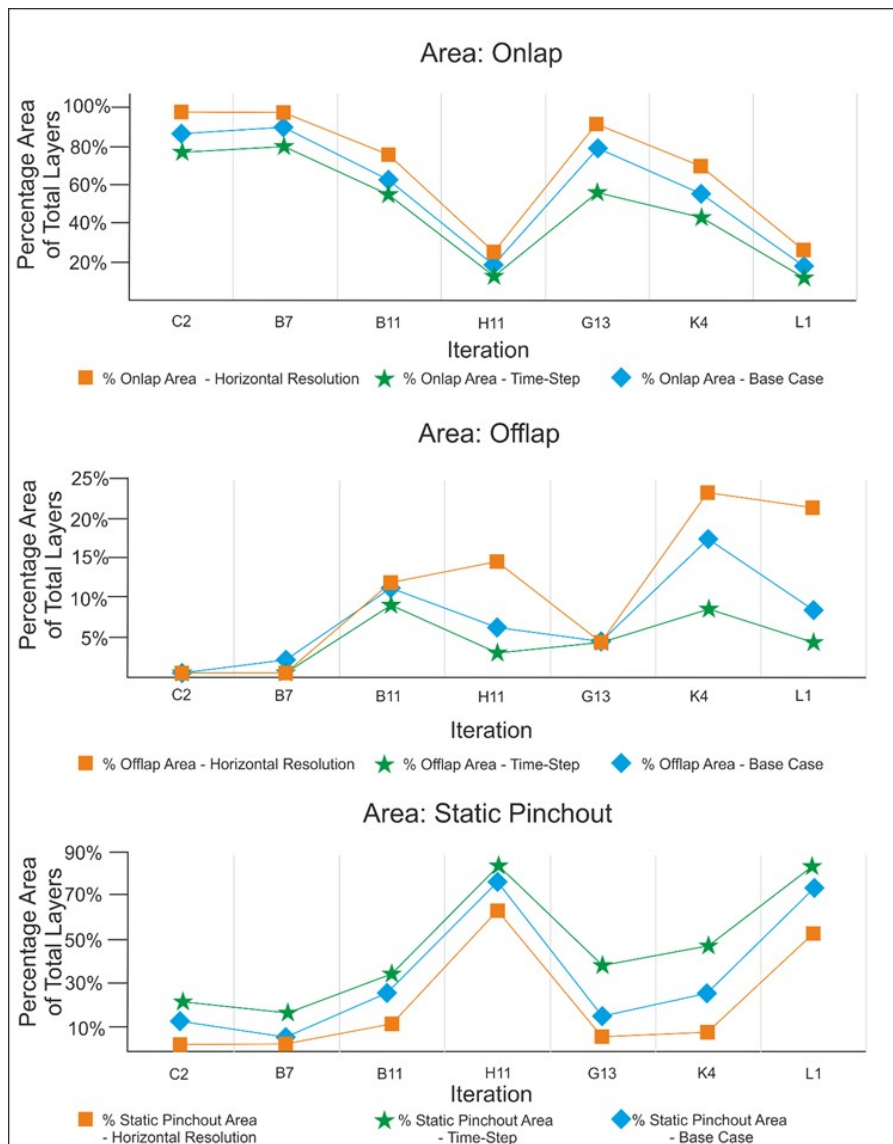 Area: Onlap
Percentage Area
of Total Layers
100%
80%
60%
40%
20%
C2 B7 B11 H11 G13 K4 L1
Iteration
% Onlap Area - Horizontal Resolution % Onlap Area - Time-Step % Onlap Area - Base Case
Area: Offlap
Percentage Area
of Total Layers
25%
20%
15%
10%
5%
C2 B7 B11 H11 G13 K4 L1
Iteration
% Offlap Area - Horizontal Resolution % Offlap Area - Time-Step % Offlap Area - Base Case
Area: Static Pinchout
Percentage Area
of Total Layers
90%
70%
50%
30%
10%
C2 B7 B11 H11 G13 K4 L1
Iteration
% Static Pinchout Area % Static Pinchout Area % Static Pinchout Area
- Horizontal Resolution - Time-Step - Base Case